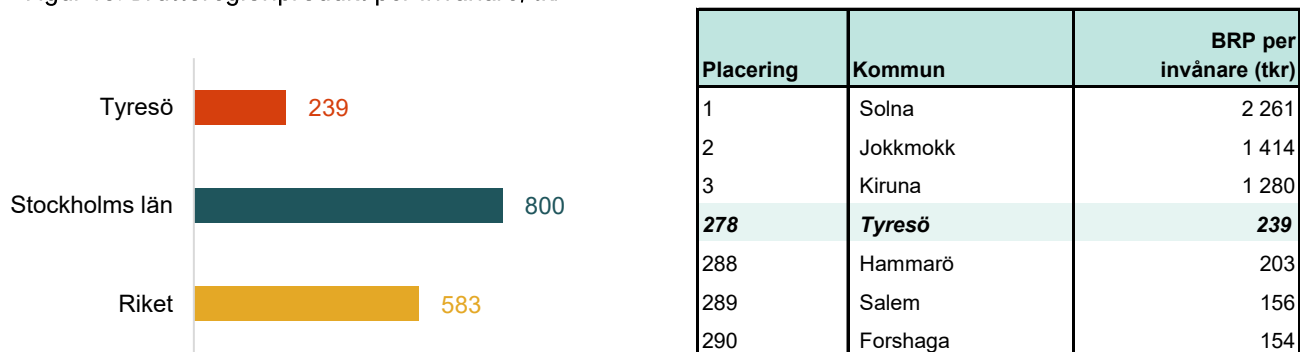 Tyresö 239
Stockholms län 800
Riket 583
Placering Kommun BRP per invånare (tkr)
1 Solna 2 261
2 Jokkmokk 1 414
3 Kiruna 1 280
278 Tyresö 239
288 Hammarö 203
289 Salem 156
290 Forshaga 154